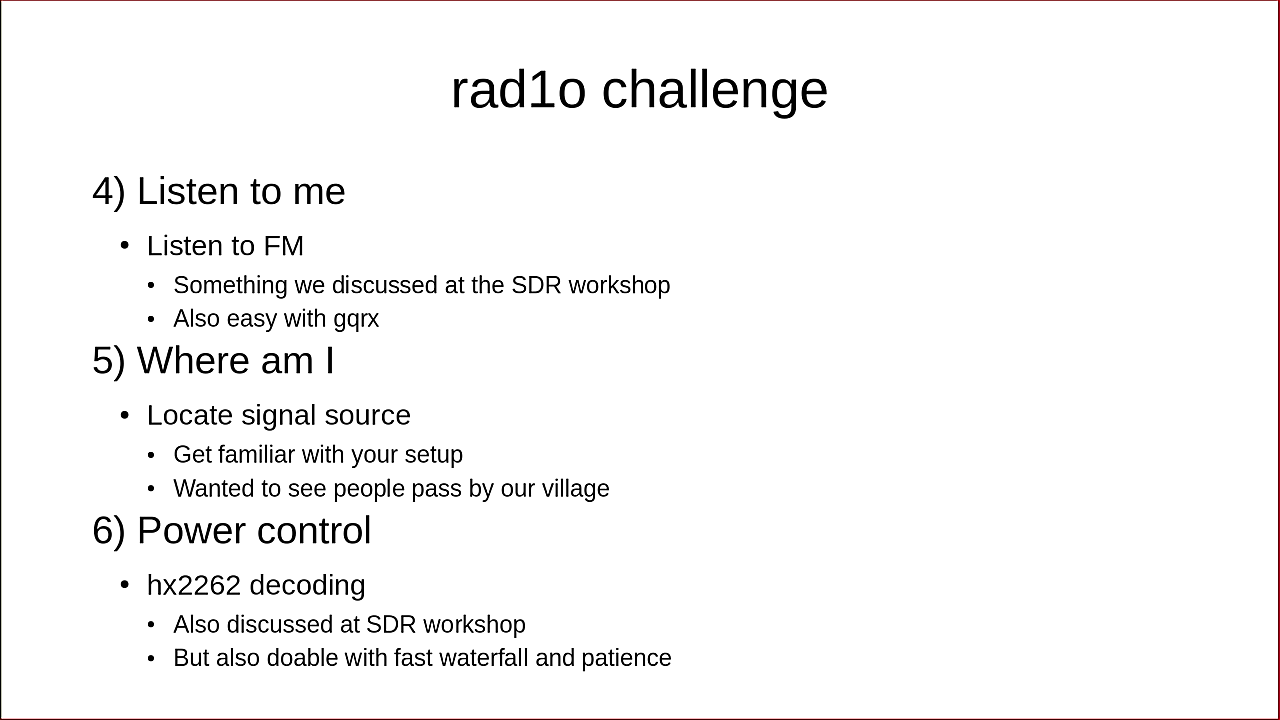 rad1o challenge
4) Listen to me
• Listen to FM
• Something we discussed at the SDR workshop
• Also easy with gqrx
5) Where am I
• Locate signal source
• Get familiar with your setup
• Wanted to see people pass by our village
6) Power control
• hx2262 decoding
• Also discussed at SDR workshop
• But also doable with fast waterfall and patience